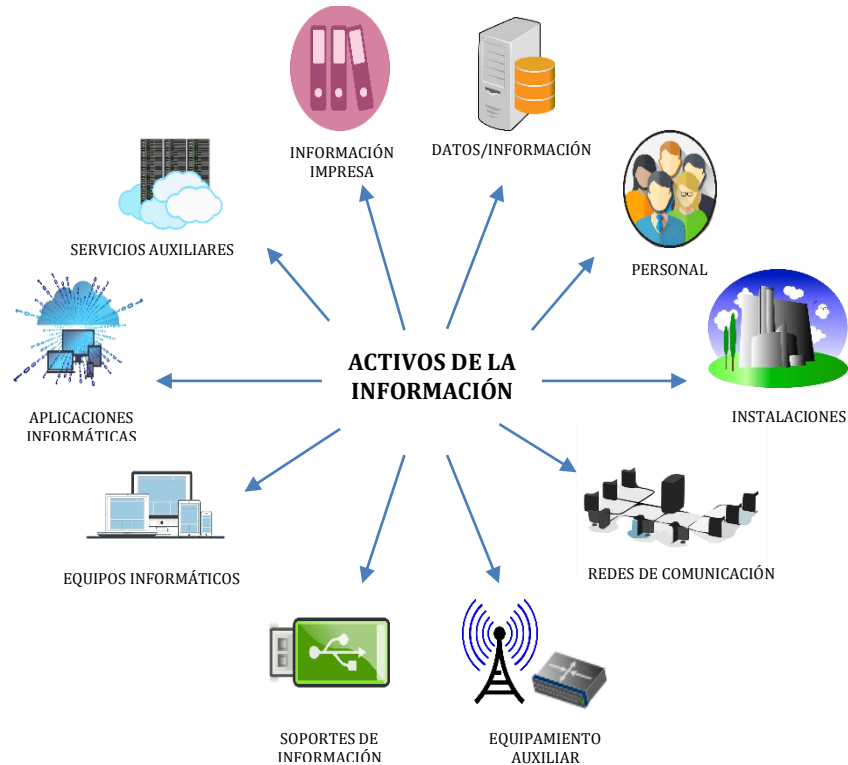 INFORMACIÓN
IMPRESA
DATOS/INFORMACIÓN
SERVICIOS AUXILIARES
PERSONAL
ACTIVOS DE LA
INFORMACIÓN
APLICACIONES
INFORMÁTICAS
INSTALACIONES
EQUIPOS INFORMÁTICOS
REDES DE COMUNICACIÓN
SOPORTES DE
INFORMACIÓN
EQUIPAMIENTO
AUXILIAR